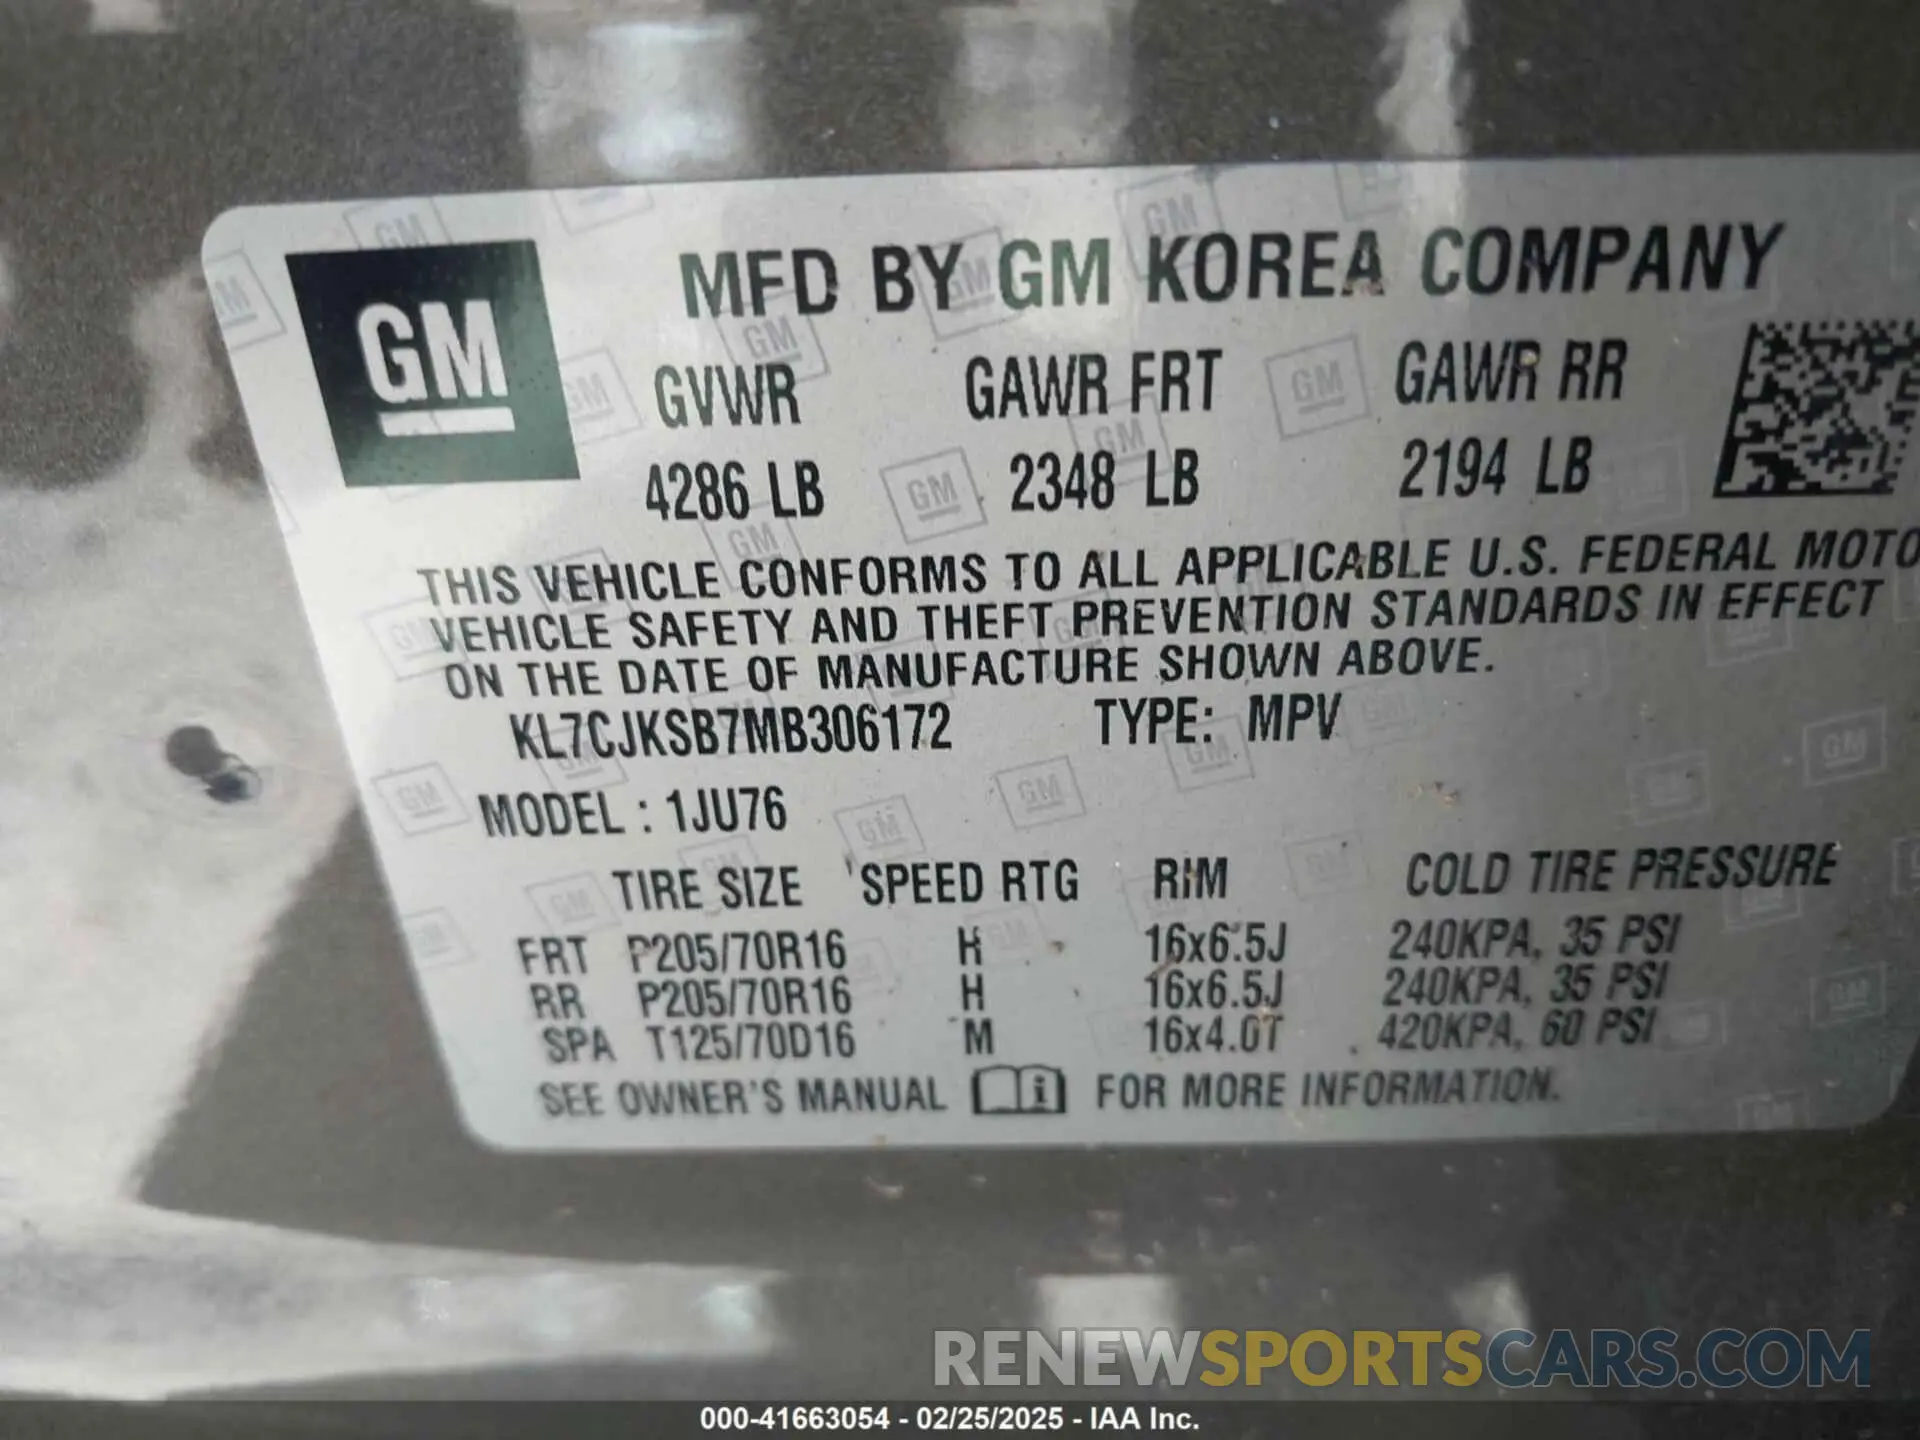 GM
MFD BY GM KOREA COMPANY
GVWR GAWR FRT GAWR RR
4286 LB 2348 LB 2194 LB
THIS VEHICLE CONFORMS TO ALL APPLICABLE U.S. FEDERAL MOTO
VEHICLE SAFETY AND THEFT PREVENTION STANDARDS IN EFFECT
ON THE DATE OF MANUFACTURE SHOWN ABOVE.
KL7CJKSB7MB306172 TYPE: MPV
MODEL : 1JU76
TIRE SIZE SPEED RTG RIM COLD TIRE PRESSURE
FRT P205/70R16 H 16x6.5J 240KPA, 35 PSI
RR P205/70R16 H 16x6.5J 240KPA, 35 PSI
SPA T125/70D16 M 16x4.0T 420KPA, 60 PSI
SEE OWNER'S MANUAL i FOR MORE INFORMATION.
RENEWSPORTSCARS.COM
000-41663054 - 02/25/2025 - IAA Inc.